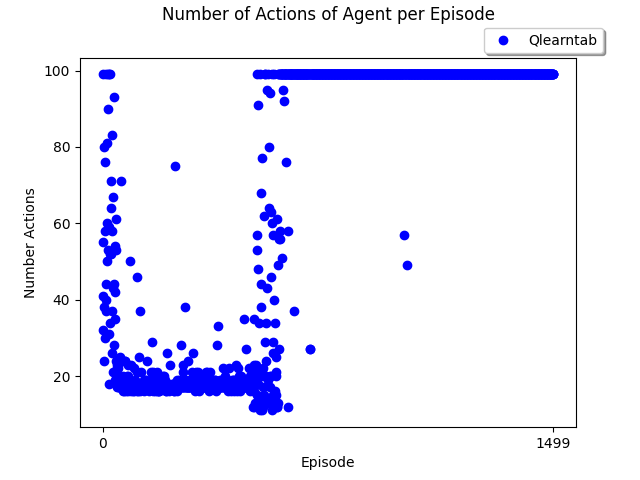 Number of Actions of Agent per Episode
Qlearntab
100
80
60
40
20
Number Actions
0
1499
Episode